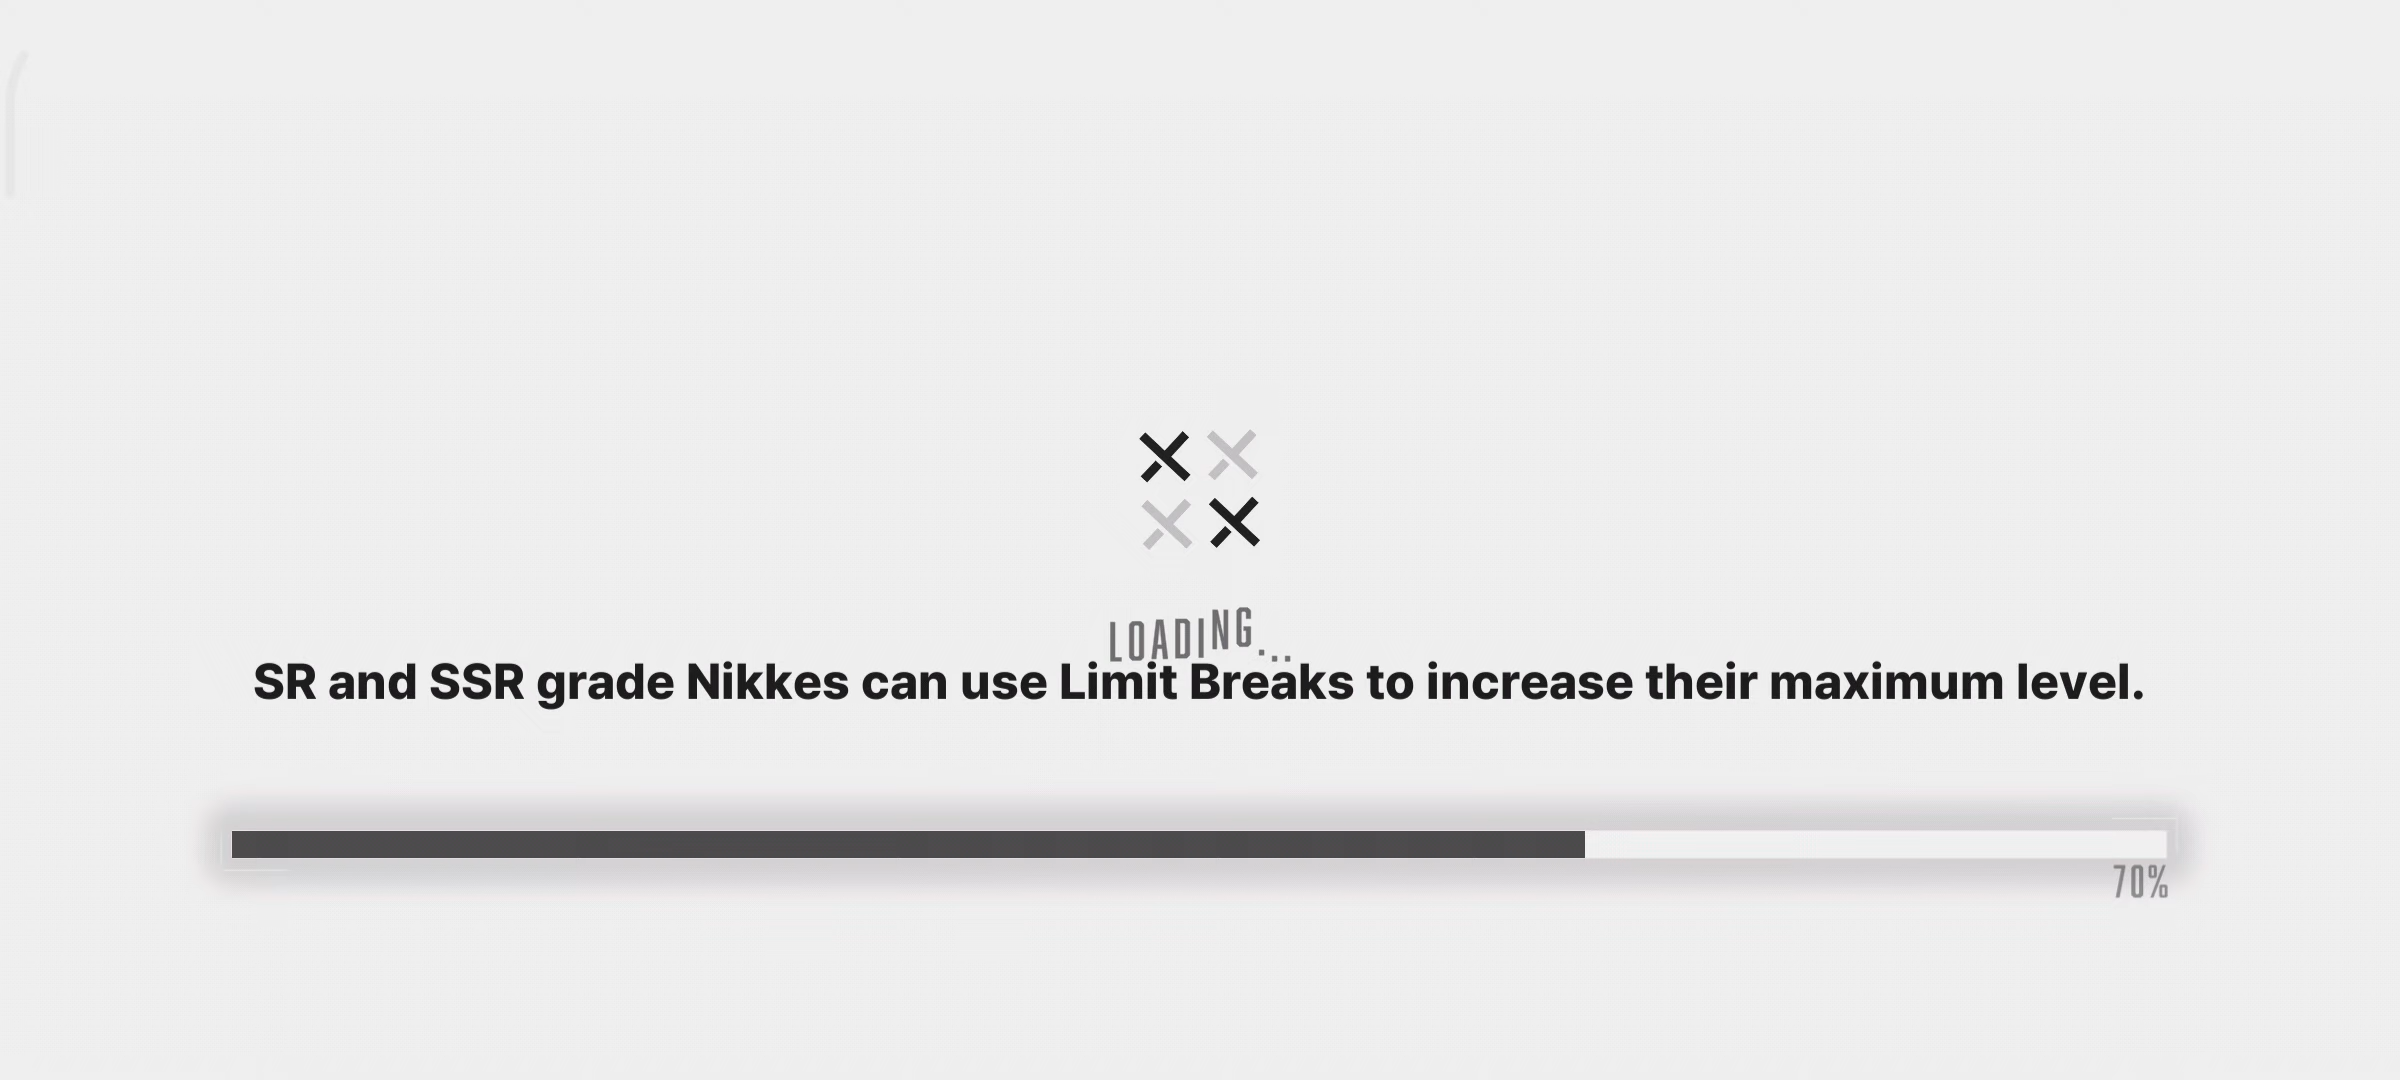 LOADING...
SR and SSR grade Nikkes can use Limit Breaks to increase their maximum level.
70%